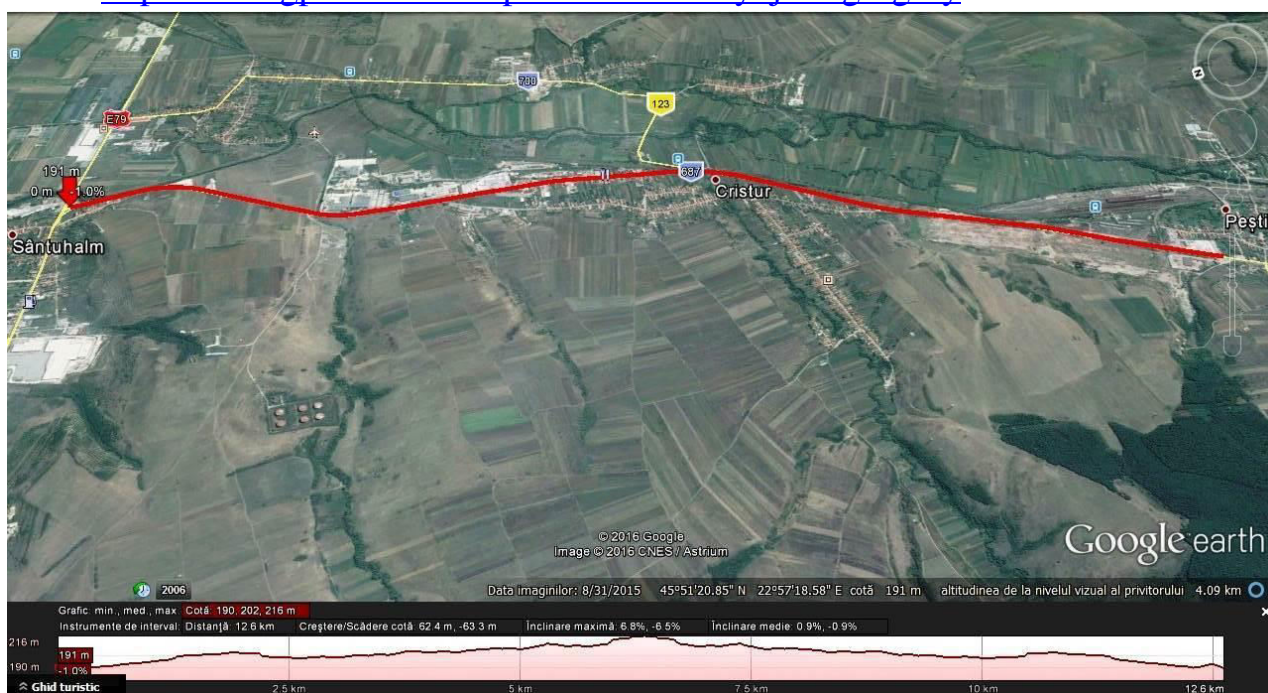 E79
788
123
687
191 m
0 m -1.0%
Cristur
Sântuhalm
Pești
N
© 2016 Google
Image © 2016 CNES / Astrium
Google earth
2006
Data imaginilor: 8/31/2015 45°51'20.85" N 22°57'18.58" E cotă 191 m altitudinea de la nivelul vizual al privitorului 4.09 km
Grafic: min., med., max. Cotă: 190, 202, 216 m
Instrumente de interval: Distanţă: 12.6 km Creştere/Scădere cotă: 62.4 m, -63.3 m Înclinare maximă: 6.8%, -6.5% Înclinare medie: 0.9%, -0.9%
216 m
191 m
190 m
-1.0%
Ghid turistic
2.5 km 5 km 7.5 km 10 km 12.6 km